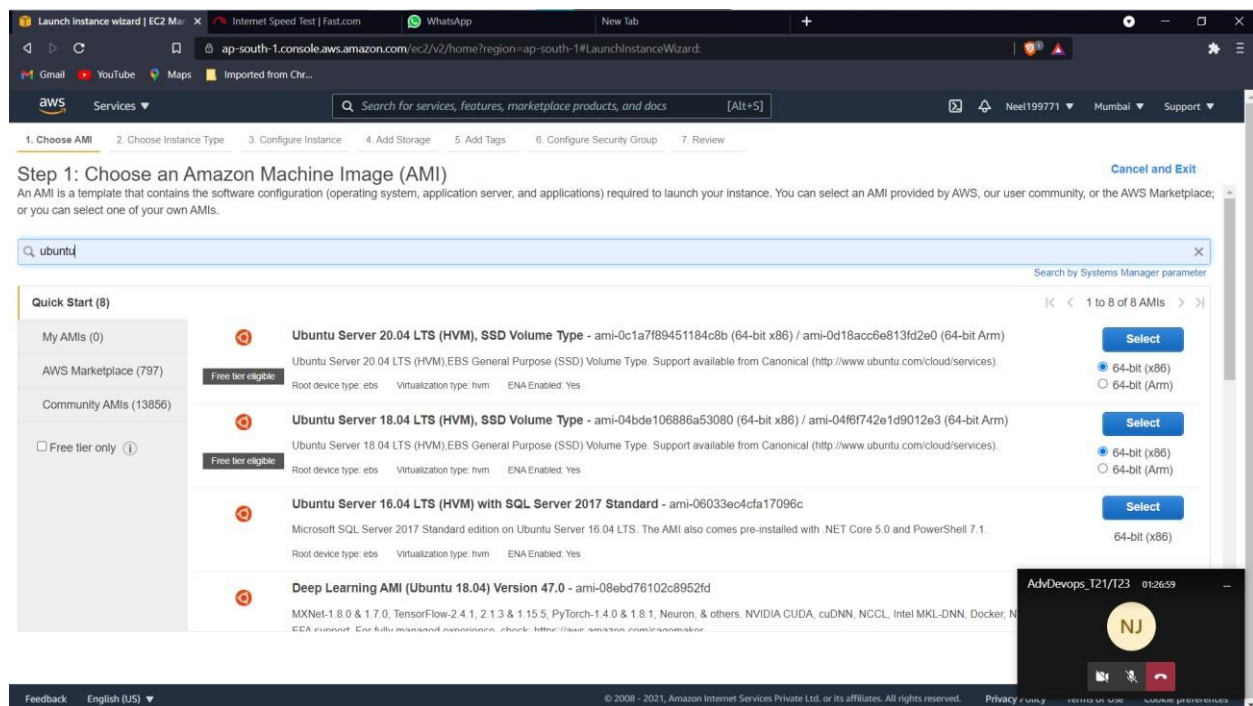 Launch instance wizard | EC2 Mar
Internet Speed Test | Fast.com
WhatsApp
New Tab
ap-south-1.console.aws.amazon.com/ec2/v2/home?region=ap-south-1#LaunchInstanceWizard:
Gmail YouTube Maps Imported from Chr...
aws Services ▼ Search for services, features, marketplace products, and docs [Alt+S] Neel199771 ▼ Mumbai ▼ Support ▼
1. Choose AMI 2. Choose Instance Type 3. Configure Instance 4. Add Storage 5. Add Tags 6. Configure Security Group 7. Review
Step 1: Choose an Amazon Machine Image (AMI)
Cancel and Exit
An AMI is a template that contains the software configuration (operating system, application server, and applications) required to launch your instance. You can select an AMI provided by AWS, our user community, or the AWS Marketplace;
or you can select one of your own AMIs.
ubuntu
Search by Systems Manager parameter
Quick Start (8)
1 to 8 of 8 AMIs
My AMIs (0)
AWS Marketplace (797)
Community AMIs (13856)
Free tier only
Ubuntu Server 20.04 LTS (HVM), SSD Volume Type - ami-0c1a7f89451184c8b (64-bit x86) / ami-0d18acc6e813fd2e0 (64-bit Arm)
Free tier eligible
Ubuntu Server 20.04 LTS (HVM),EBS General Purpose (SSD) Volume Type. Support available from Canonical (http://www.ubuntu.com/cloud/services).
Root device type: ebs Virtualization type: hvm ENA Enabled: Yes
Select
64-bit (x86)
64-bit (Arm)
Ubuntu Server 18.04 LTS (HVM), SSD Volume Type - ami-04bde106886a53080 (64-bit x86) / ami-04f6f742e1d9012e3 (64-bit Arm)
Free tier eligible
Ubuntu Server 18.04 LTS (HVM),EBS General Purpose (SSD) Volume Type. Support available from Canonical (http://www.ubuntu.com/cloud/services).
Root device type: ebs Virtualization type: hvm ENA Enabled: Yes
Select
64-bit (x86)
64-bit (Arm)
Ubuntu Server 16.04 LTS (HVM) with SQL Server 2017 Standard - ami-06033ec4cfa17096c
Microsoft SQL Server 2017 Standard edition on Ubuntu Server 16.04 LTS. The AMI also comes pre-installed with .NET Core 5.0 and PowerShell 7.1.
Root device type: ebs Virtualization type: hvm ENA Enabled: Yes
Select
64-bit (x86)
Deep Learning AMI (Ubuntu 18.04) Version 47.0 - ami-08ebd76102c8952fd
MXNet-1.8.0 & 1.7.0, TensorFlow-2.4.1, 2.1.3 & 1.15.5, PyTorch-1.4.0 & 1.8.1, Neuron, & others. NVIDIA CUDA, cuDNN, NCCL, Intel MKL-DNN, Docker, N
EFA support. For fully managed experience, check: https://aws.amazon.com/sagemaker
AdvDevops_T21/T23 01:26:59
NJ
Feedback English (US) ▼ © 2008 - 2021, Amazon Internet Services Private Ltd. or its affiliates. All rights reserved. Privacy Policy Terms of Use Cookie preferences